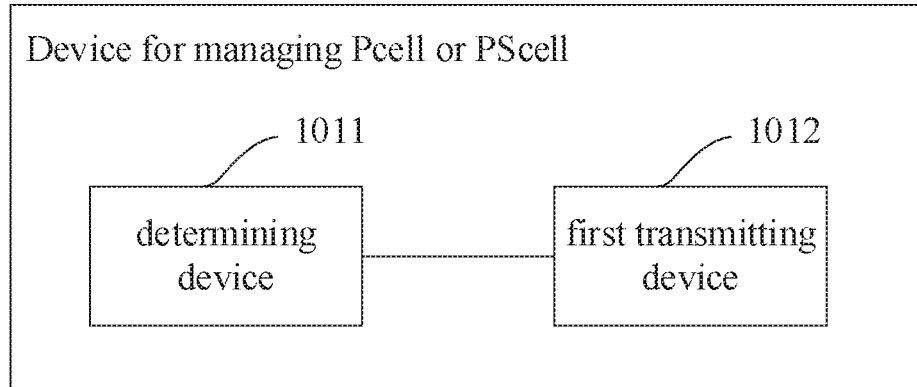 Device for managing Pcell or PScell
1011
1012
determining
device
first transmitting
device